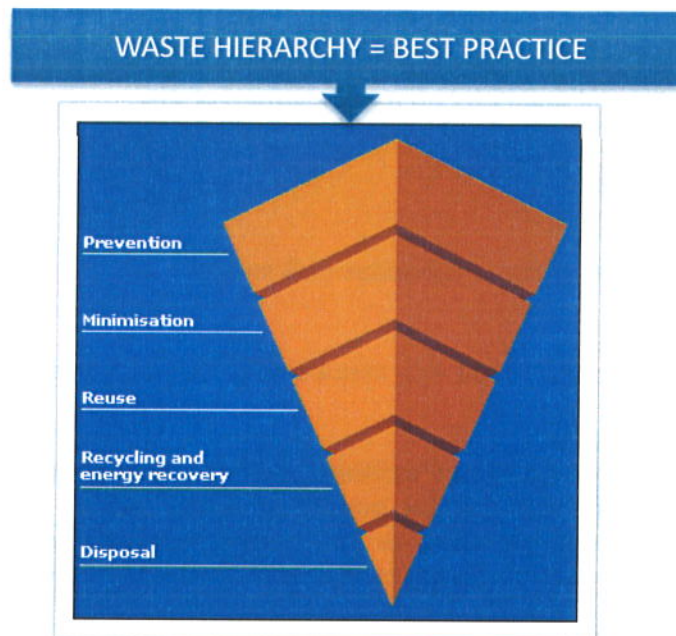 WASTE HIERARCHY = BEST PRACTICE
Prevention
Minimisation
Reuse
Recycling and
energy recovery
Disposal